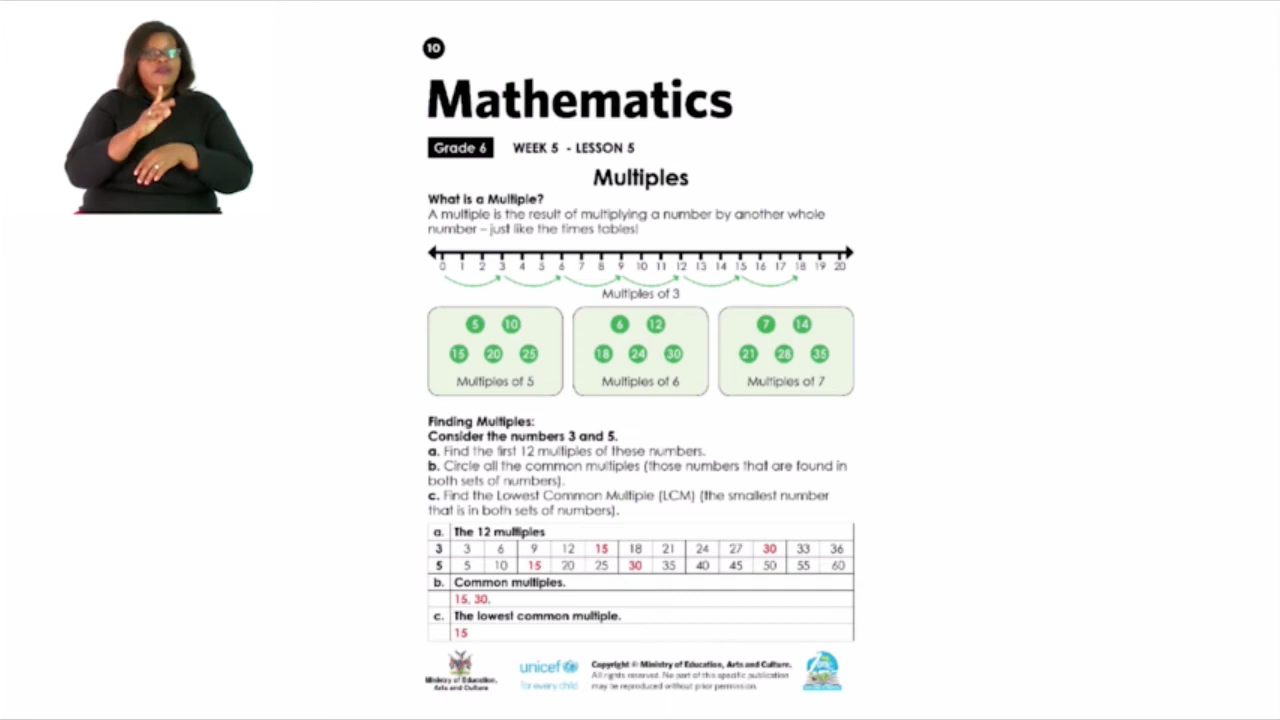 10
Mathematics
Grade 6 WEEK 5 - LESSON 5
Multiples
What is a Multiple?
A multiple is the result of multiplying a number by another whole
number – just like the times tables!
0 1 2 3 4 5 6 7 8 9 10 11 12 13 14 15 16 17 18 19 20
Multiples of 3
5 10
15 20 25
Multiples of 5
6 12
18 24 30
Multiples of 6
7 14
21 28 35
Multiples of 7
Finding Multiples:
Consider the numbers 3 and 5.
a. Find the first 12 multiples of these numbers.
b. Circle all the common multiples (those numbers that are found in
both sets of numbers).
c. Find the Lowest Common Multiple (LCM) (the smallest number
that is in both sets of numbers).
a. The 12 multiples
3 3 6 9 12 15 18 21 24 27 30 33 36
5 5 10 15 20 25 30 35 40 45 50 55 60
b. Common multiples.
15, 30.
c. The lowest common multiple.
15
Ministry of Education,
Arts and Culture
unicef
for every child
Copyright © Ministry of Education, Arts and Culture.
All rights reserved. No part of this specific publication
may be reproduced without prior permission.